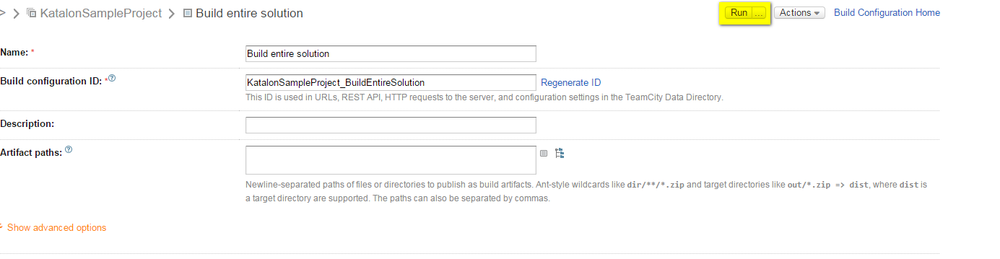 > KatalonSampleProject > Build entire solution
Run ... Actions Build Configuration Home
Name: * Build entire solution
Build configuration ID: * ? KatalonSampleProject_BuildEntireSolution Regenerate ID
This ID is used in URLs, REST API, HTTP requests to the server, and configuration settings in the TeamCity Data Directory.
Description:
Artifact paths: ?
Newline-separated paths of files or directories to publish as build artifacts. Ant-style wildcards like dir/**/*.zip and target directories like out/*.zip => dist, where dist is
a target directory are supported. The paths can also be separated by commas.
Show advanced options